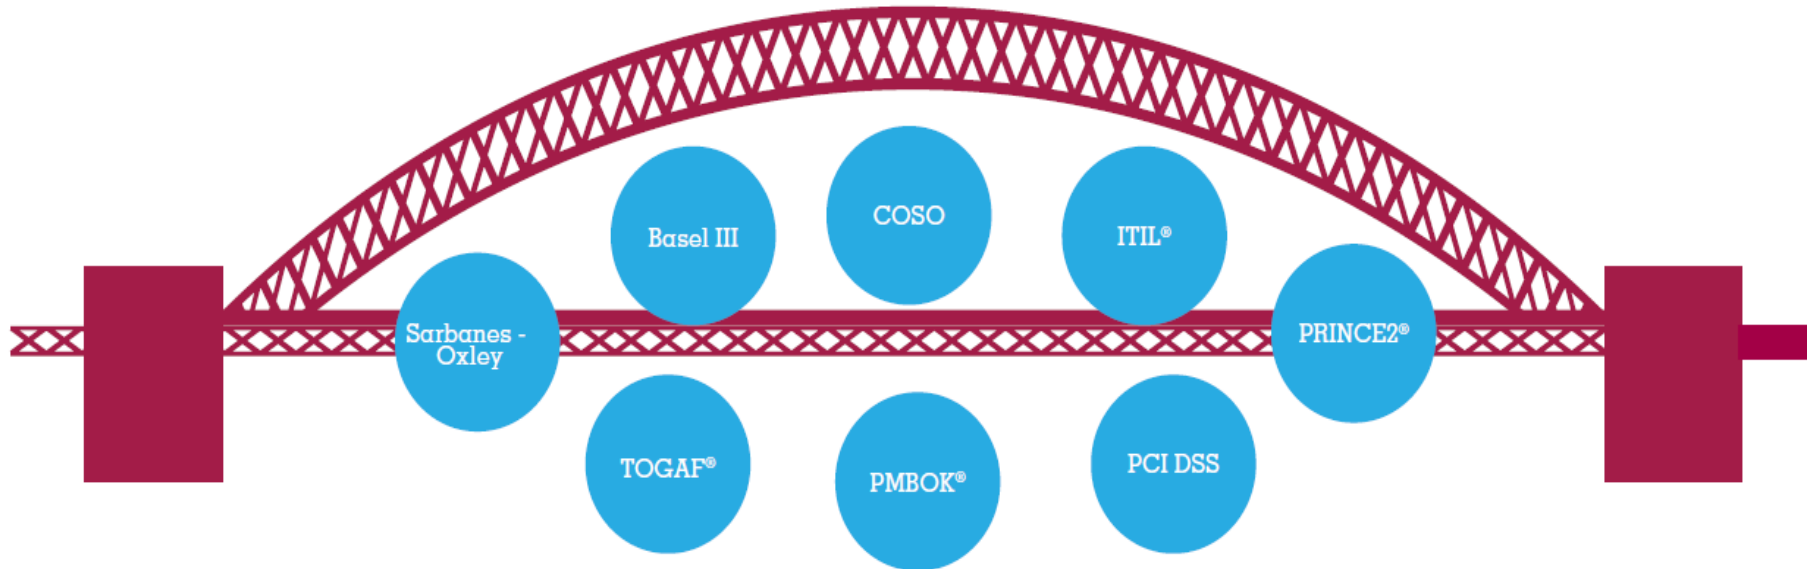 COSO
Basel III
ITIL®
Sarbanes -
Oxley
PRINCE2®
TOGAF®
PMBOK®
PCI DSS